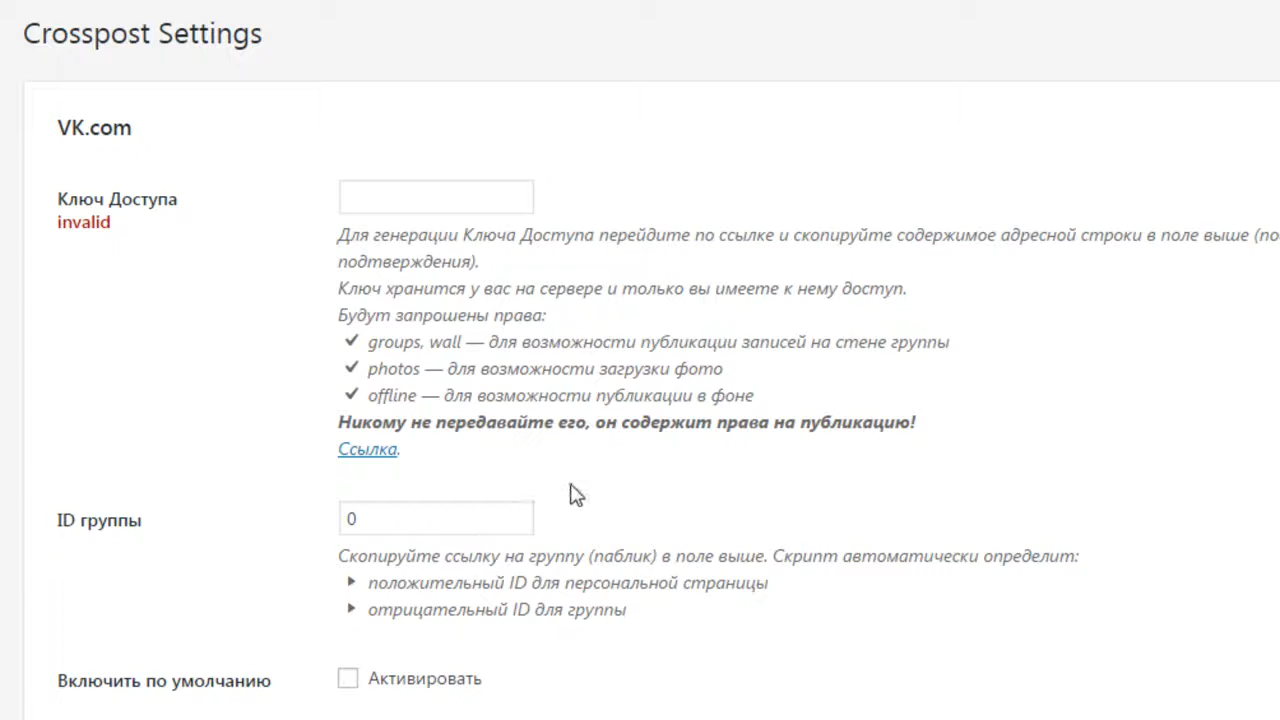 Crosspost Settings
VK.com
Ключ Доступа
invalid
Для генерации Ключа Доступа перейдите по ссылке и скопируйте содержимое адресной строки в поле выше
подтверждения).
Ключ хранится у вас на сервере и только вы имеете к нему доступ.
Будут запрошены права:
groups, wall — для возможности публикации записей на стене группы
photos — для возможности загрузки фото
offline — для возможности публикации в фоне
Никому не передавайте его, он содержит права на публикацию!
Ссылка.
ID группы
0
Скопируйте ссылку на группу (паблик) в поле выше. Скрипт автоматически определит:
положительный ID для персональной страницы
отрицательный ID для группы
Включить по умолчанию
Активировать